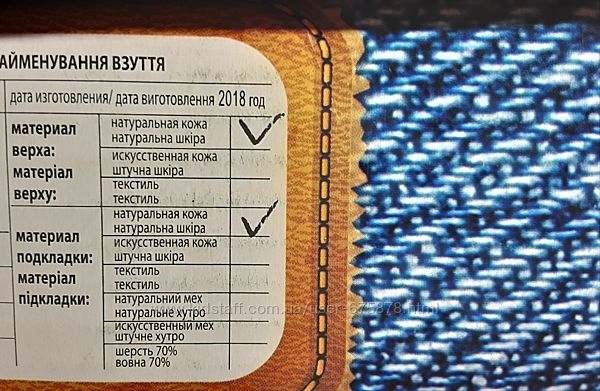 АЙМЕНУВАННЯ ВЗУТТЯ
дата изготовления/ дата виготовлення 2018 год
материал верха: матеріал верху:
натуральная кожа
натуральна шкіра
искусственная кожа
штучна шкіра
текстиль
текстиль
материал подкладки: матеріал підкладки:
натуральная кожа
натуральна шкіра
искусственная кожа
штучна шкіра
текстиль
текстиль
натуральний мех
натуральне хутро
искусственный мех
штучне хутро
шерсть 70%
вовна 70%